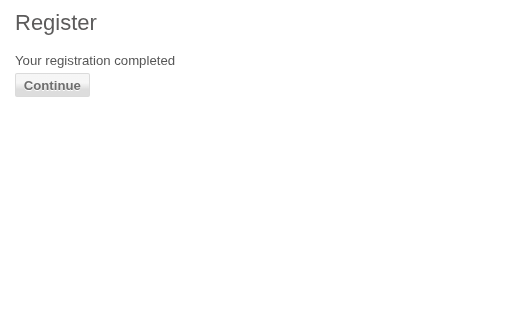 Register
Your registration completed
Continue